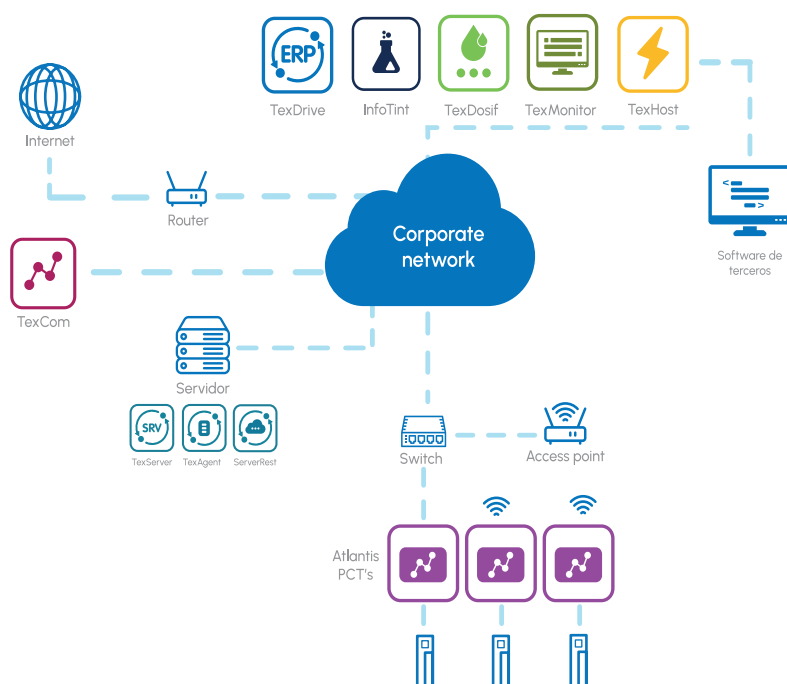 ERP
TexDrive
InfoTint
TexDosif
TexMonitor
TexHost
Internet
Router
Corporate
network
Software de
terceros
TexCom
Servidor
SRV
TexServer
TexAgent
ServerRest
Switch
Access point
Atlantis
PCT's